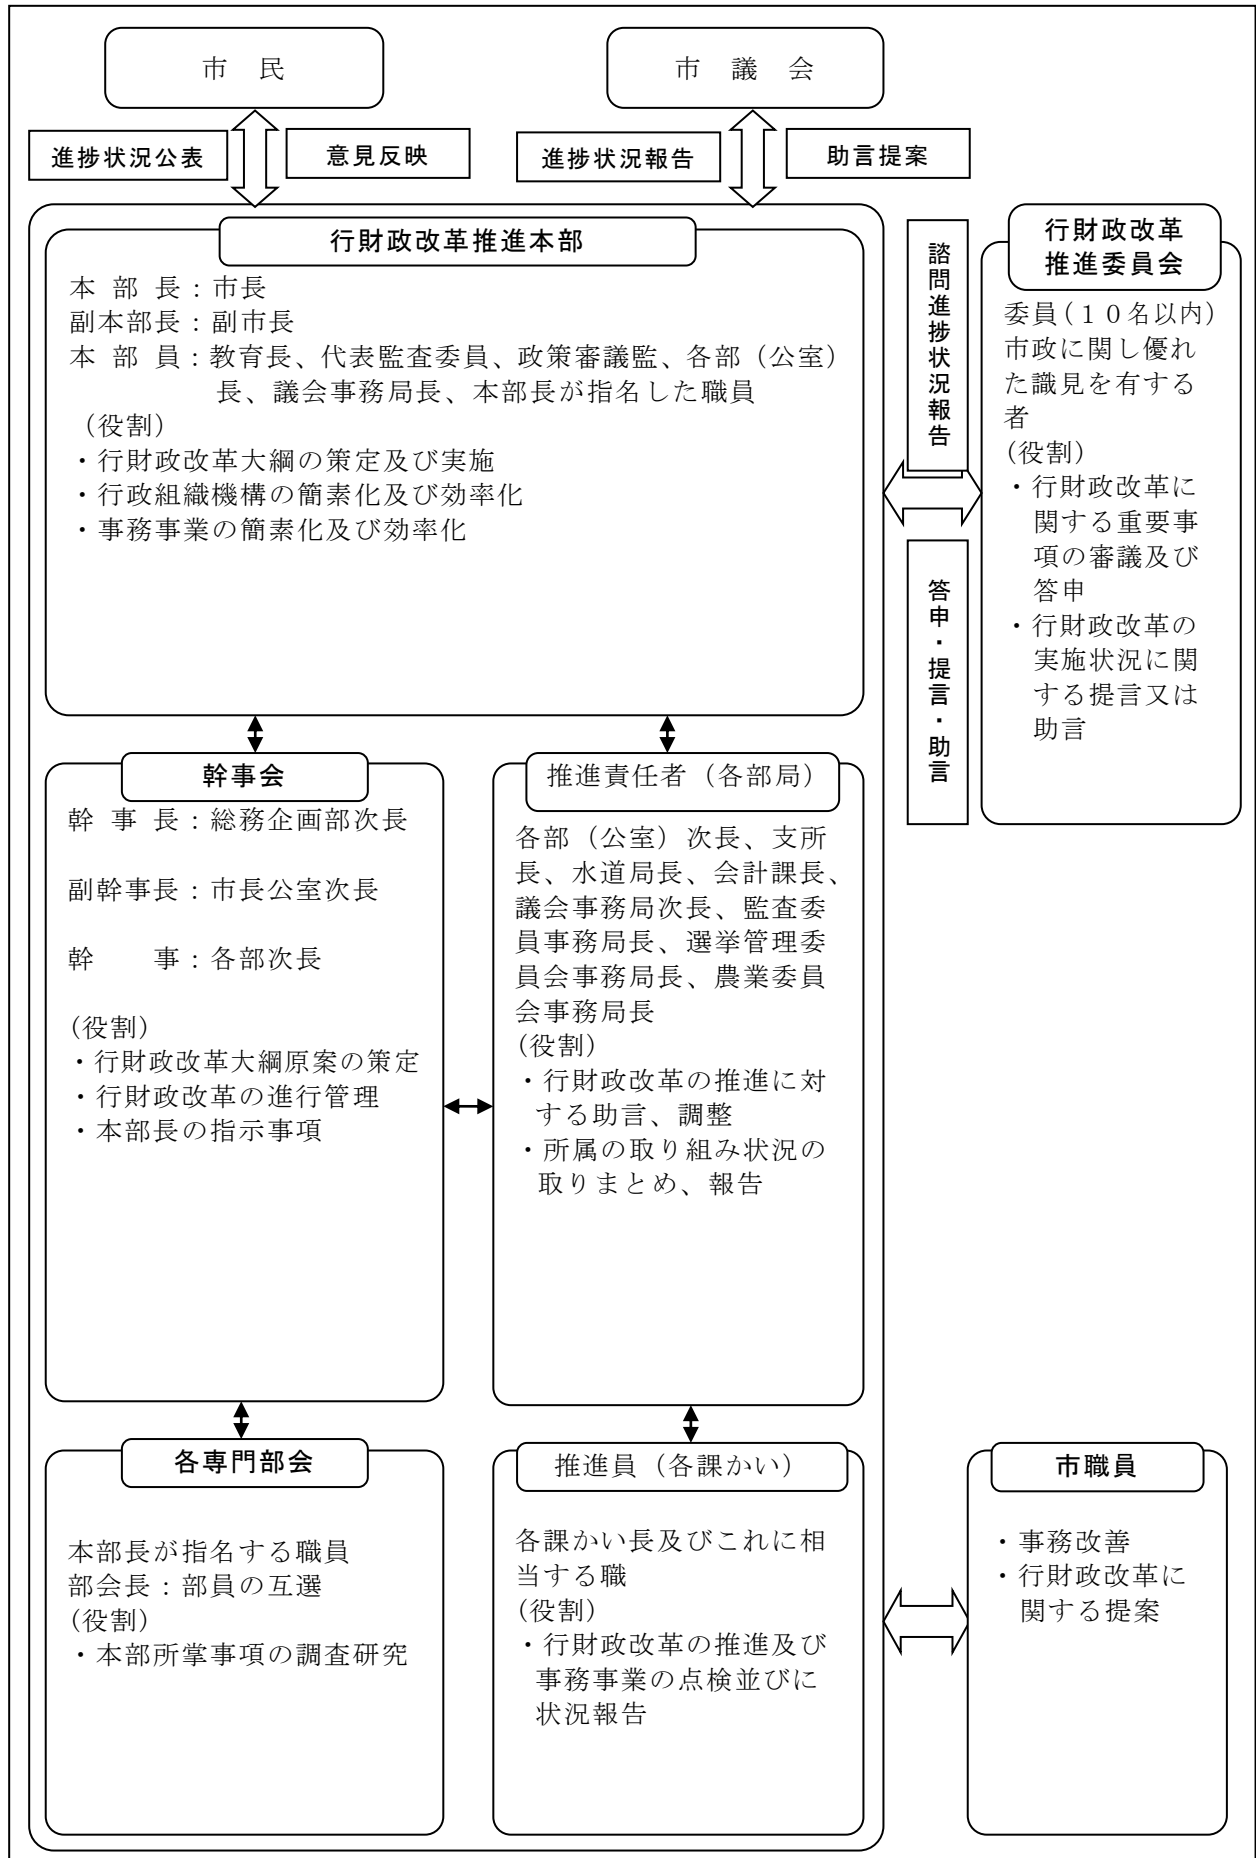 市　民
市　議　会
進捗状況公表
意見反映
進捗状況報告
助言提案
行財政改革推進本部
本 部 長：市長
副本部長：副市長
本 部 員：教育長、代表監査委員、政策審議監、各部（公室）
長、議会事務局長、本部長が指名した職員
（役割）
・行財政改革大綱の策定及び実施
・行政組織機構の簡素化及び効率化
・事務事業の簡素化及び効率化
諮問進捗状況報告
答申・提言・助言
行財政改革
推進委員会
委員（１０名以内）
市政に関し優れ
た識見を有する
者
（役割）
・行財政改革に
関する重要事
項の審議及び
答申
・行財政改革の
実施状況に関
する提言又は
助言
幹事会
幹 事 長：総務企画部次長
副幹事長：市長公室次長
幹　　事：各部次長
（役割）
・行財政改革大綱原案の策定
・行財政改革の進行管理
・本部長の指示事項
推進責任者（各部局）
各部（公室）次長、支所
長、水道局長、会計課長、
議会事務局次長、監査委
員事務局長、選挙管理委
員会事務局長、農業委員
会事務局長
（役割）
・行財政改革の推進に対
する助言、調整
・所属の取り組み状況の
取りまとめ、報告
各専門部会
本部長が指名する職員
部会長：部員の互選
（役割）
・本部所掌事項の調査研究
推進員（各課かい）
各課かい長及びこれに相
当する職
（役割）
・行財政改革の推進及び
事務事業の点検並びに
状況報告
市職員
・事務改善
・行財政改革に
関する提案